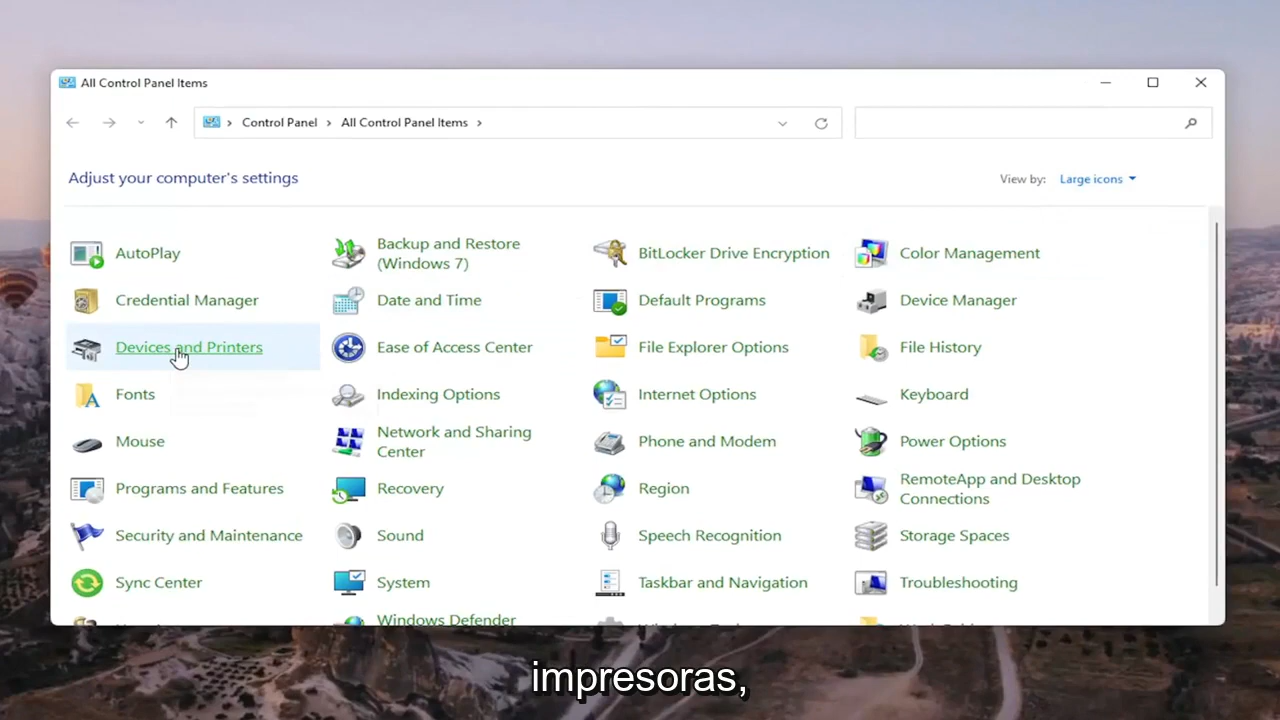 All Control Panel Items
Control Panel > All Control Panel Items >
Adjust your computer's settings
View by: Large icons
AutoPlay
Backup and Restore
(Windows 7)
BitLocker Drive Encryption
Color Management
Credential Manager
Date and Time
Default Programs
Device Manager
Devices and Printers
Ease of Access Center
File Explorer Options
File History
Fonts
Indexing Options
Internet Options
Keyboard
Mouse
Network and Sharing
Center
Phone and Modem
Power Options
Programs and Features
Recovery
Region
RemoteApp and Desktop
Connections
Security and Maintenance
Sound
Speech Recognition
Storage Spaces
Sync Center
System
Taskbar and Navigation
Troubleshooting
Windows Defender
impresoras,